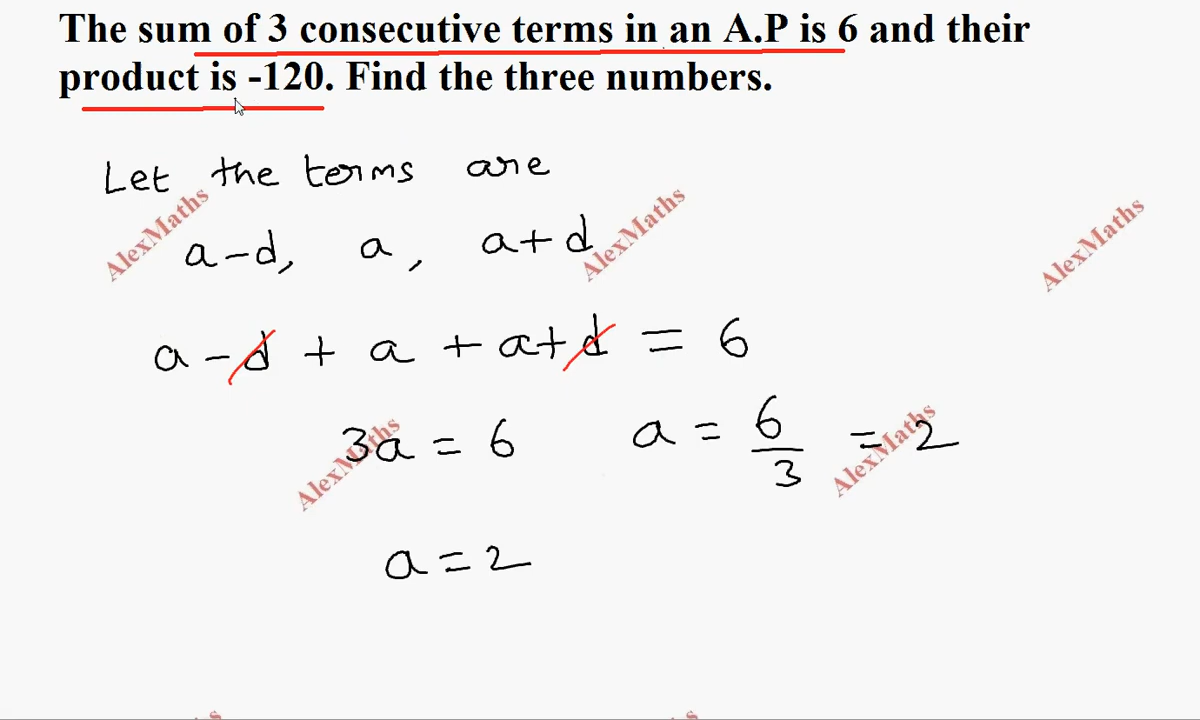 The sum of 3 consecutive terms in an A.P is 6 and their
product is -120. Find the three numbers.
Let the terms are
AlexMaths AlexMaths AlexMaths
a-d, a, a+d
a-d + a + a+d = 6
3a = 6 a = 6/3 = 2
AlexMaths AlexMaths
a=2